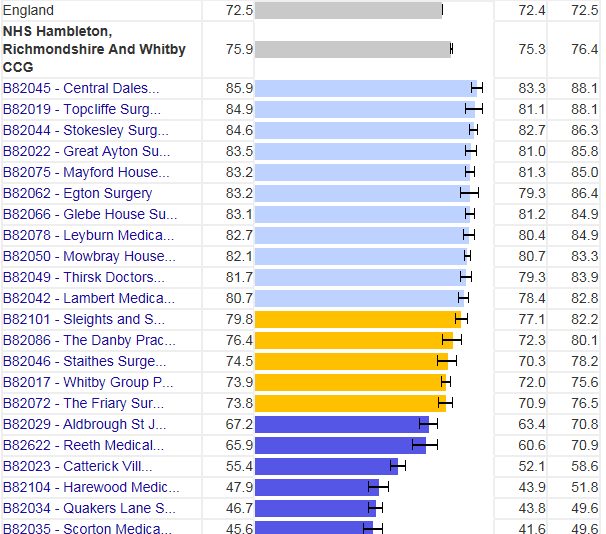 England 72.5 72.4 72.5
NHS Hambleton,
Richmondshire And Whitby 75.9 75.3 76.4
CCG
B82045 - Central Dales... 85.9 83.3 88.1
B82019 - Topcliffe Surg... 84.9 81.1 88.1
B82044 - Stokesley Surg... 84.6 82.7 86.3
B82022 - Great Ayton Su... 83.5 81.0 85.8
B82075 - Mayford House... 83.2 81.3 85.0
B82062 - Egton Surgery 83.2 79.3 86.4
B82066 - Glebe House Su... 83.1 81.2 84.9
B82078 - Leyburn Medica... 82.7 80.4 84.9
B82050 - Mowbray House... 82.1 80.7 83.3
B82049 - Thirsk Doctors... 81.7 79.3 83.9
B82042 - Lambert Medica... 80.7 78.4 82.8
B82101 - Sleights and S... 79.8 77.1 82.2
B82086 - The Danby Prac... 76.4 72.3 80.1
B82046 - Staithes Surge... 74.5 70.3 78.2
B82017 - Whitby Group P... 73.9 72.0 75.6
B82072 - The Friary Sur... 73.8 70.9 76.5
B82029 - Aldbrough St J... 67.2 63.4 70.8
B82622 - Reeth Medical... 65.9 60.6 70.9
B82023 - Catterick Vill... 55.4 52.1 58.6
B82104 - Harewood Medic... 47.9 43.9 51.8
B82034 - Quakers Lane S... 46.7 43.8 49.6
B82035 - Scorton Medica... 45.6 41.6 49.6